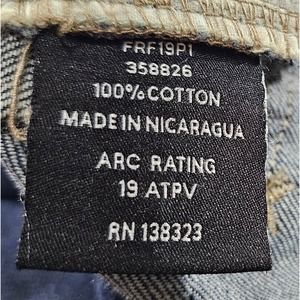 FRF19P1
358826
100% COTTON
MADE IN NICARAGUA
ARC RATING
19 ATPV
RN 138323